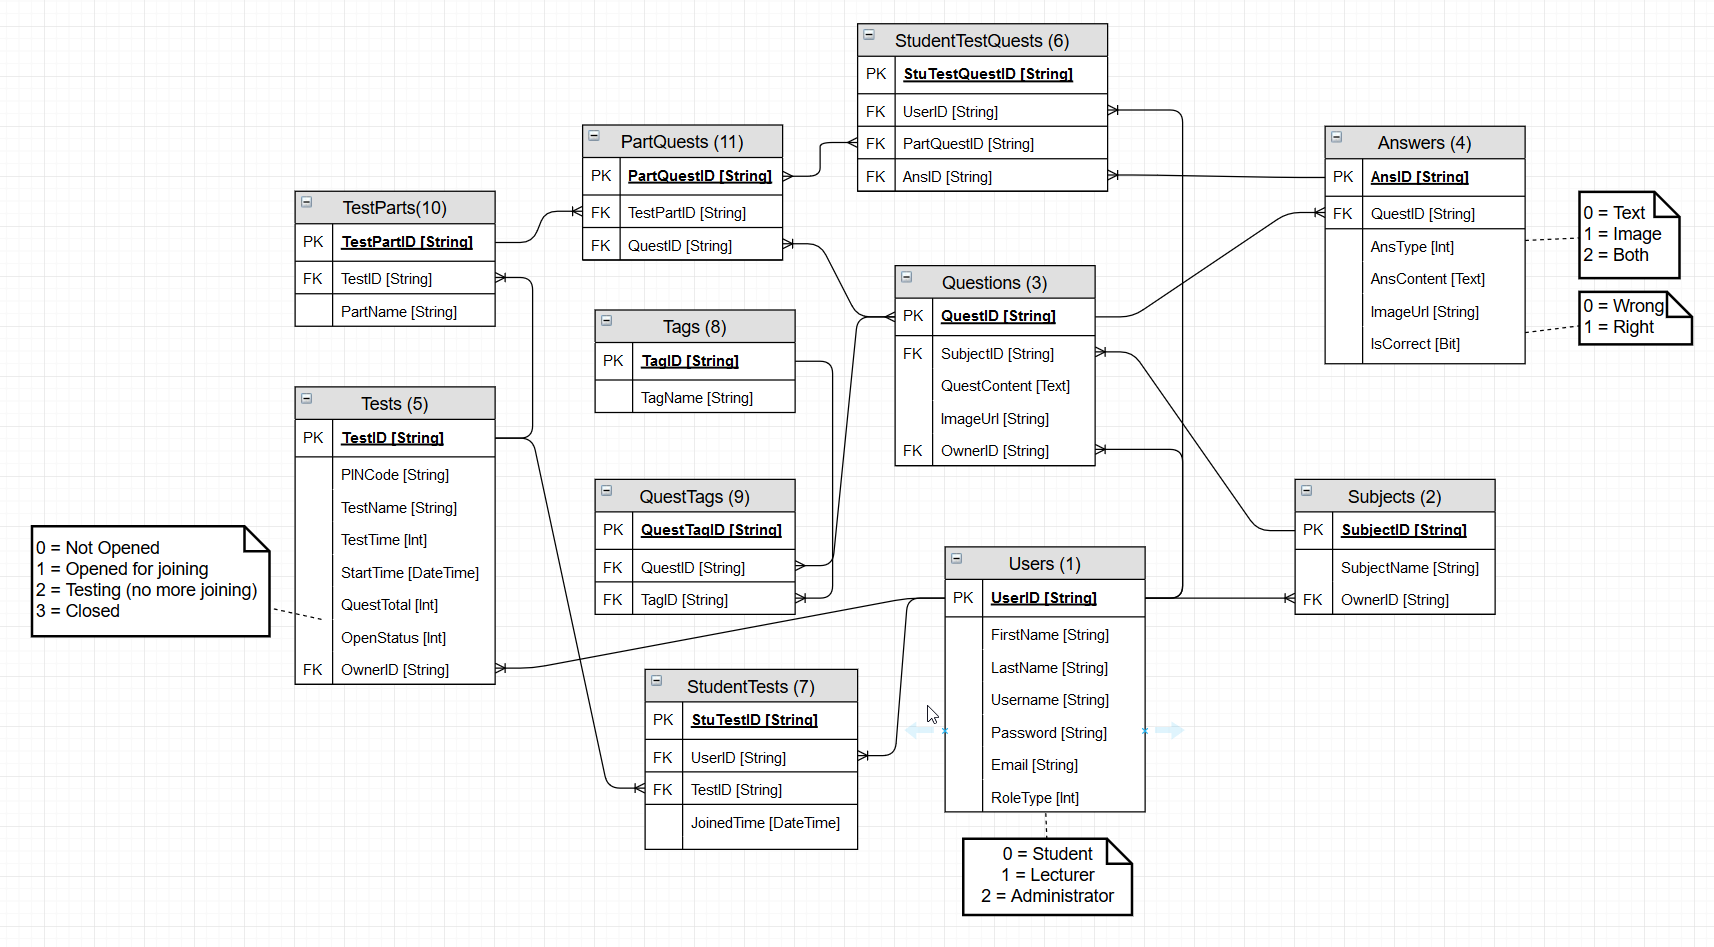 StudentTestQuests (6)
PK StuTestQuestID [String]
FK UserID [String]
FK PartQuestID [String]
FK AnsID [String]
PartQuests (11)
PK PartQuestID [String]
FK TestPartID [String]
FK QuestID [String]
Answers (4)
PK AnsID [String]
FK QuestID [String]
AnsType [Int]
AnsContent [Text]
ImageUrl [String]
IsCorrect [Bit]
0 = Text
1 = Image
2 = Both
0 = Wrong
1 = Right
TestParts(10)
PK TestPartID [String]
FK TestID [String]
PartName [String]
Questions (3)
PK QuestID [String]
FK SubjectID [String]
QuestContent [Text]
ImageUrl [String]
FK OwnerID [String]
Tags (8)
PK TagID [String]
TagName [String]
Tests (5)
PK TestID [String]
PINCode [String]
TestName [String]
TestTime [Int]
StartTime [DateTime]
QuestTotal [Int]
OpenStatus [Int]
FK OwnerID [String]
0 = Not Opened
1 = Opened for joining
2 = Testing (no more joining)
3 = Closed
QuestTags (9)
PK QuestTagID [String]
FK QuestID [String]
FK TagID [String]
Subjects (2)
PK SubjectID [String]
SubjectName [String]
FK OwnerID [String]
Users (1)
PK UserID [String]
FirstName [String]
LastName [String]
Username [String]
Password [String]
Email [String]
RoleType [Int]
StudentTests (7)
PK StuTestID [String]
FK UserID [String]
FK TestID [String]
JoinedTime [DateTime]
0 = Student
1 = Lecturer
2 = Administrator